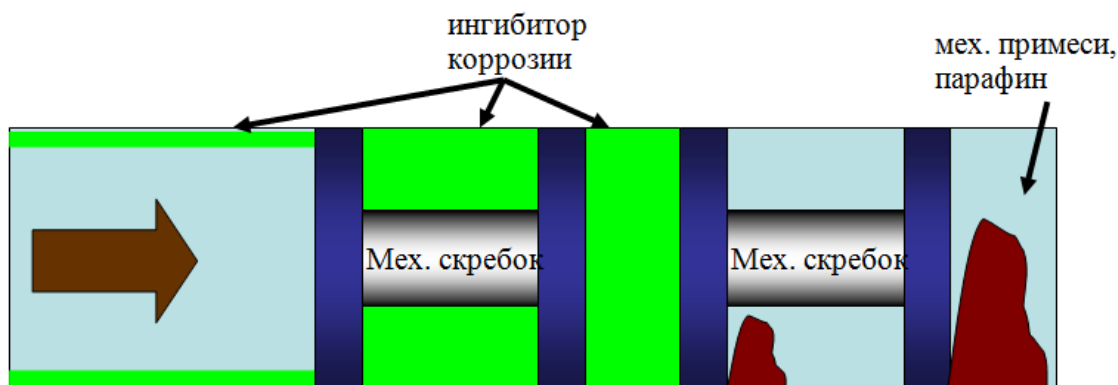 ингибитор
коррозии
мех. примеси,
парафин
Мех. скребок
Мех. скребок